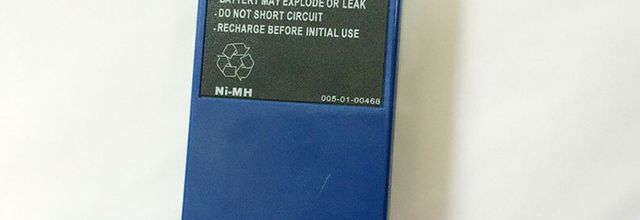 BATTERY MAY EXPLODE OR LEAK
. DO NOT SHORT CIRCUIT
. RECHARGE BEFORE INITIAL USE
Ni-MH
005-01-00468